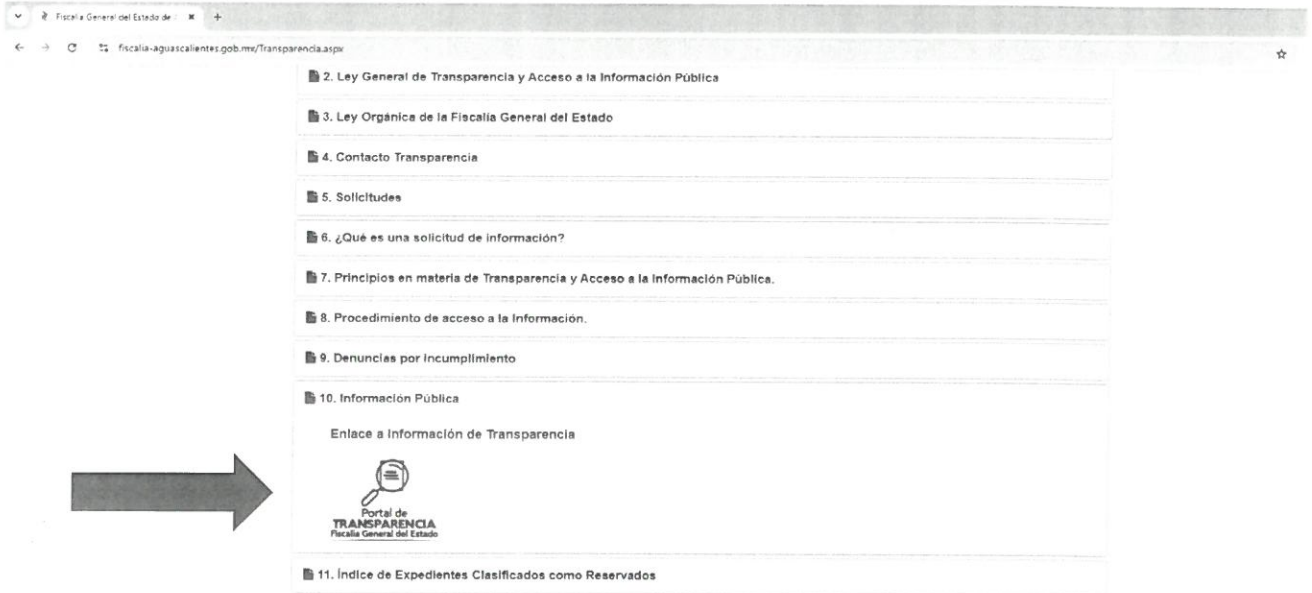 Fiscalia General del Estado de
fiscalia-aguascalientes.gob.mx/Transparencia.aspx
2. Ley General de Transparencia y Acceso a la Información Pública
3. Ley Orgánica de la Fiscalía General del Estado
4. Contacto Transparencia
5. Solicitudes
6. ¿Qué es una solicitud de información?
7. Principios en materia de Transparencia y Acceso a la Información Pública.
8. Procedimiento de acceso a la Información.
9. Denuncias por incumplimiento
10. Información Pública
Enlace a Información de Transparencia
Portal de
TRANSPARENCIA
Fiscalía General del Estado
11. Índice de Expedientes Clasificados como Reservados